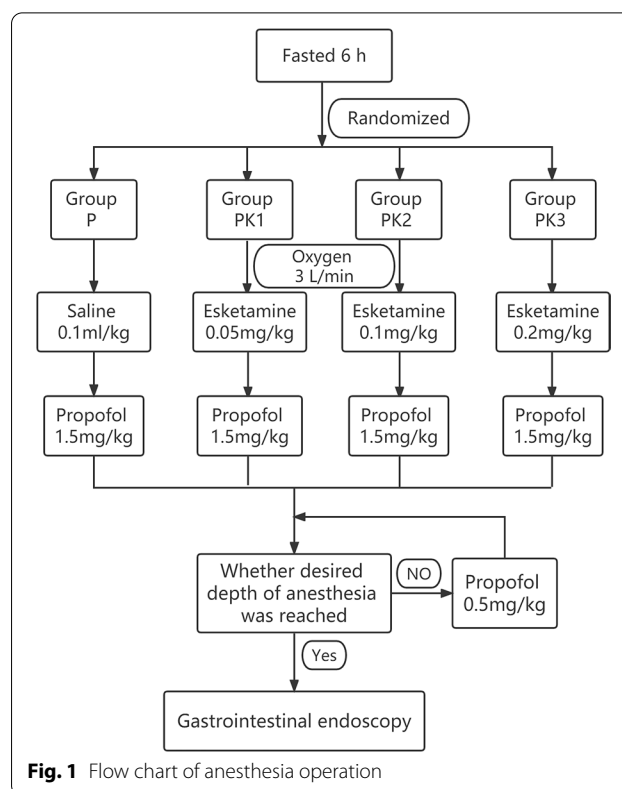 Fasted 6 h
Randomized
Group
P
Group
PK1
Group
PK2
Group
PK3
Oxygen
3 L/min
Saline
0.1ml/kg
Esketamine
0.05mg/kg
Esketamine
0.1mg/kg
Esketamine
0.2mg/kg
Propofol
1.5mg/kg
Propofol
1.5mg/kg
Propofol
1.5mg/kg
Propofol
1.5mg/kg
Whether desired
depth of anesthesia
was reached
NO
Propofol
0.5mg/kg
Yes
Gastrointestinal endoscopy
Fig. 1 Flow chart of anesthesia operation